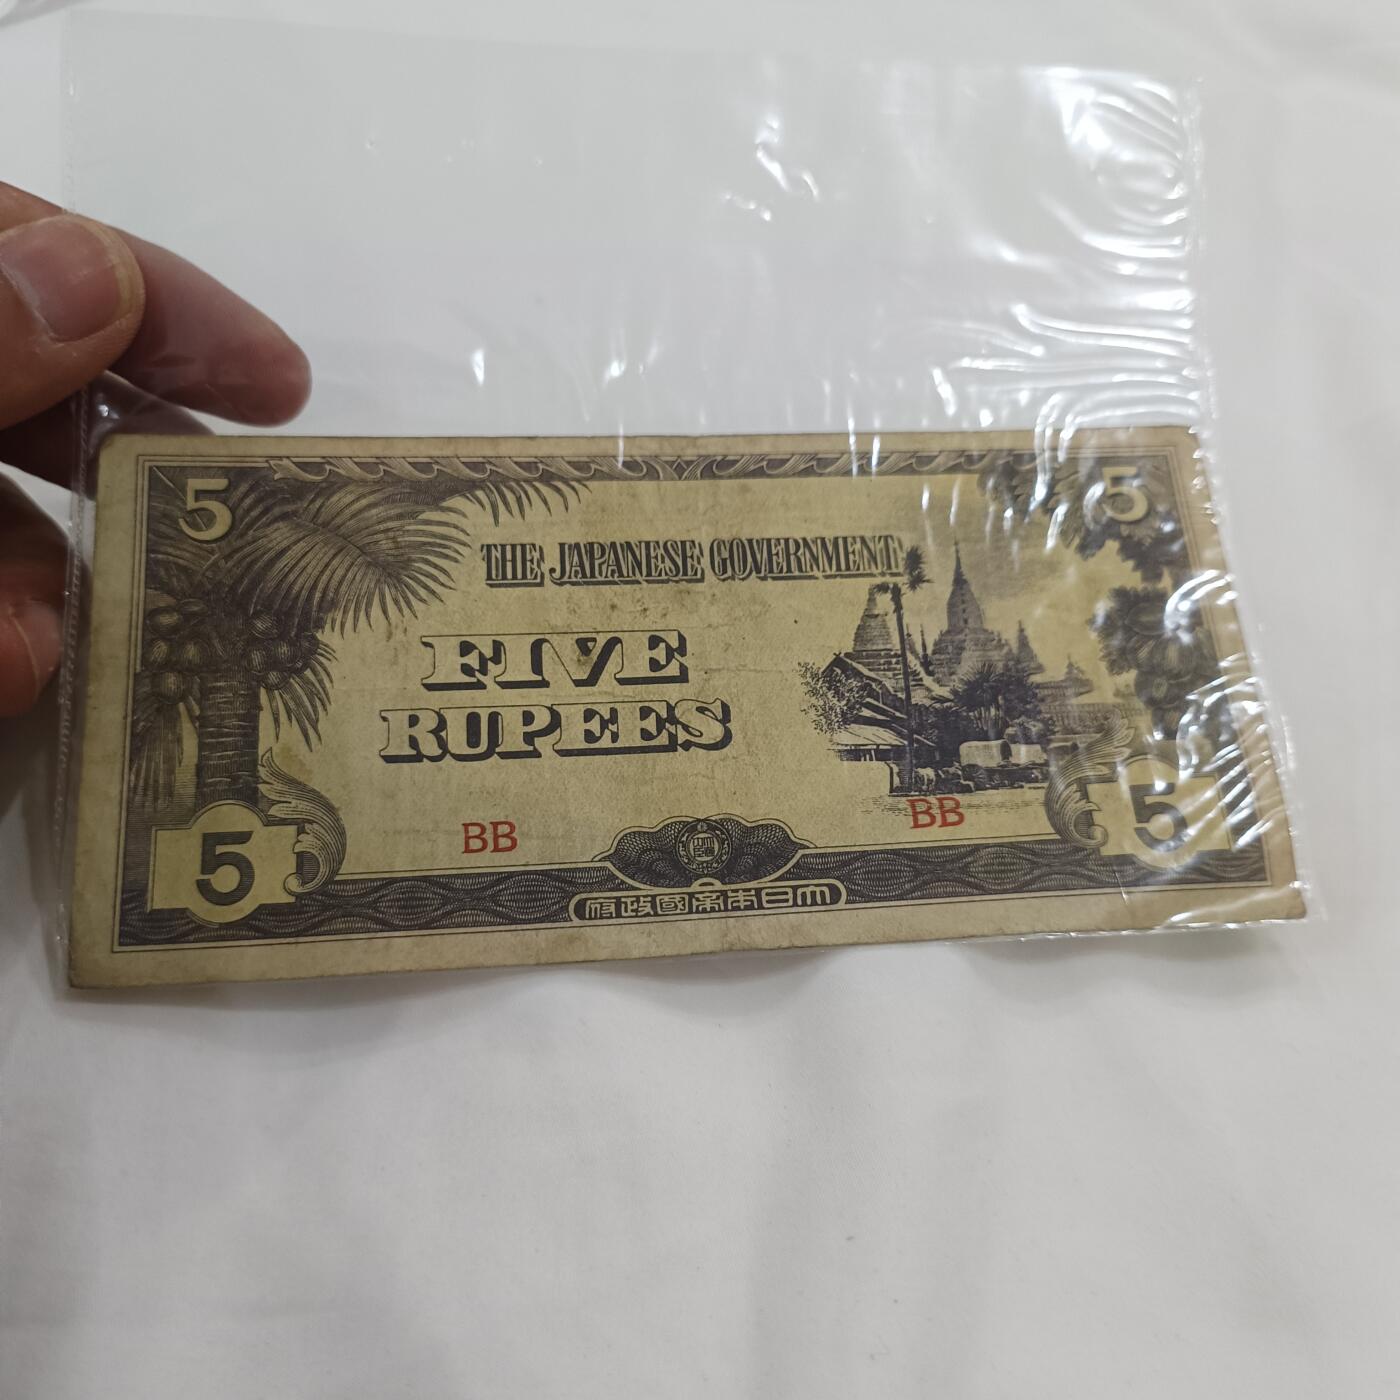 5
5
THE JAPANESE GOVERNMENT
FIVE
RUPEES
BB
BB
5
5
府政國帝本日大